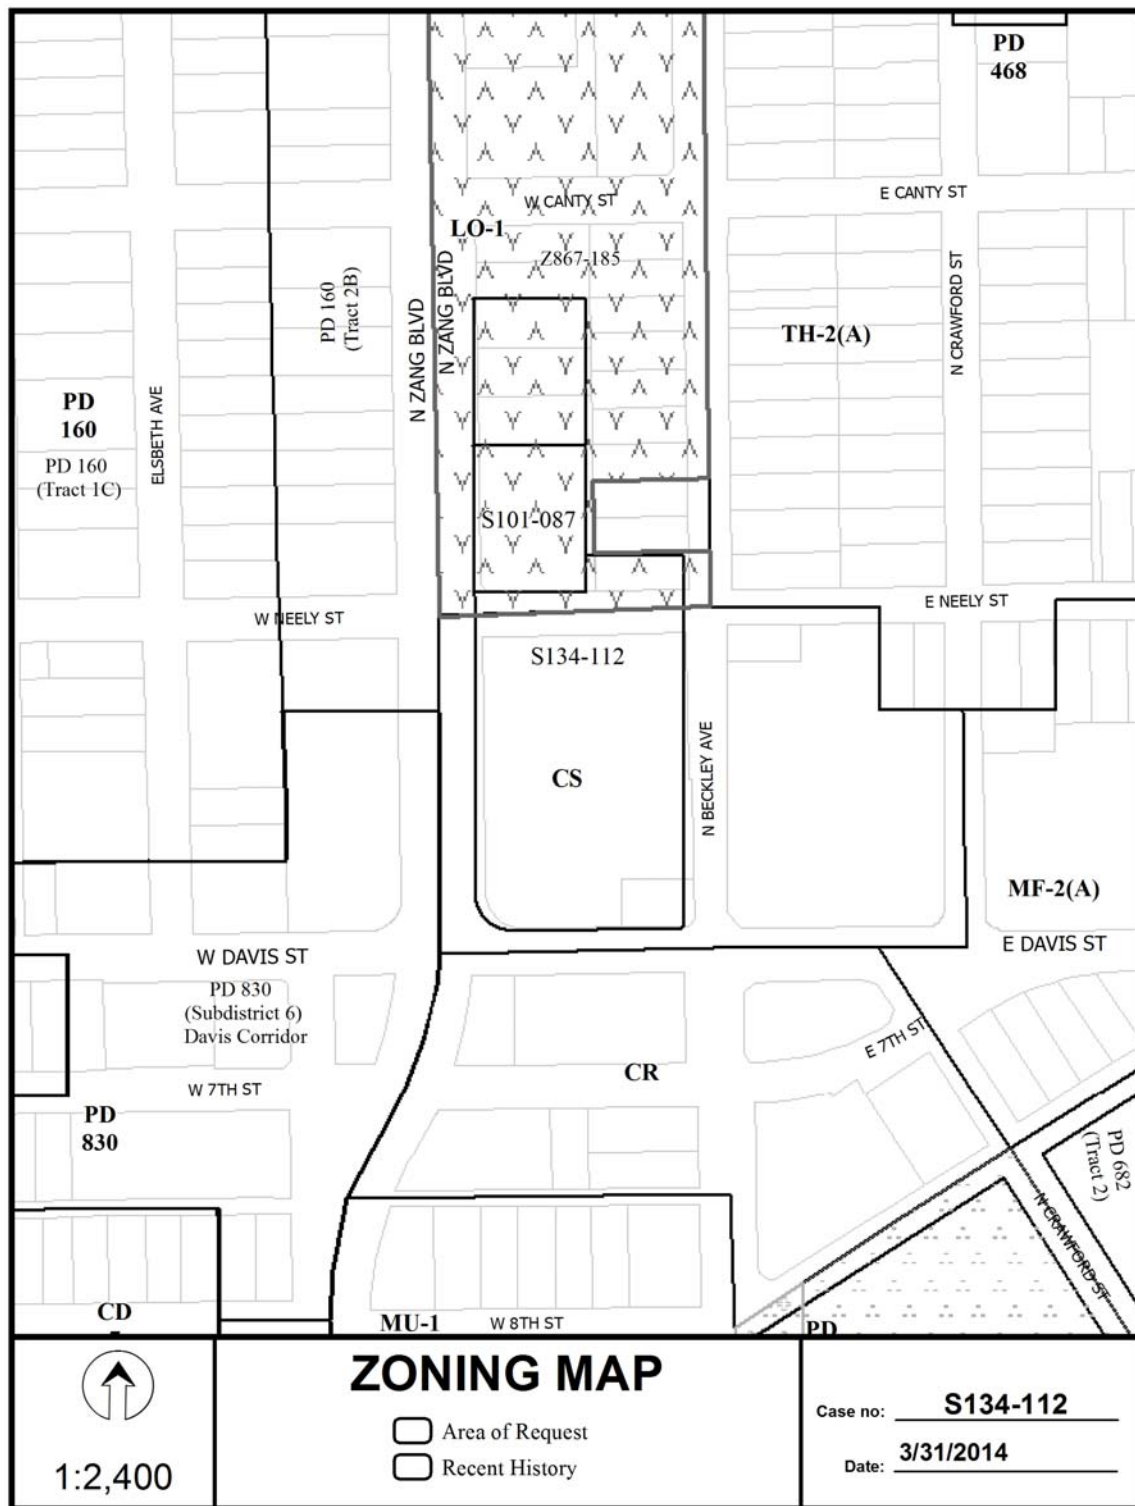 PD
468
W CANTY ST
E CANTY ST
LO-1
Z867-185
N ZANG BLVD
N ZANG BLVD
PD 160
(Tract 2B)
TH-2(A)
N CRAWFORD ST
PD
160
PD 160
(Tract 1C)
ELSBETH AVE
S101-087
E NEELY ST
W NEELY ST
S134-112
CS
N BECKLEY AVE
MF-2(A)
W DAVIS ST
E DAVIS ST
PD 830
(Subdistrict 6)
Davis Corridor
E 7TH ST
CR
W 7TH ST
PD
830
PD 682
(Tract 2)
N CRAWFORD ST
CD
MU-1
W 8TH ST
PD
ZONING MAP
Area of Request
Recent History
1:2,400
Case no: S134-112
Date: 3/31/2014